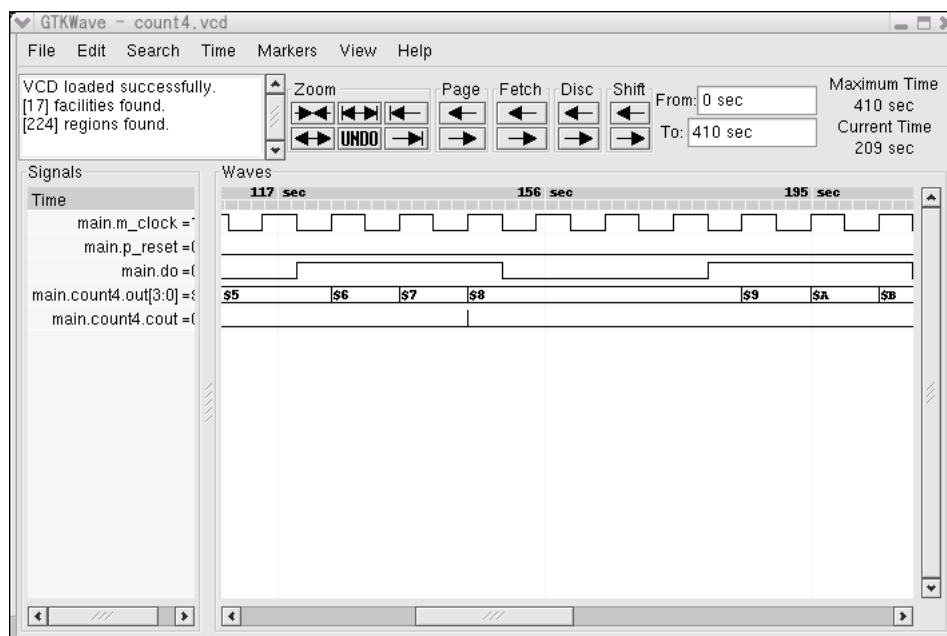 GTKWave - count4.vcd
File Edit Search Time Markers View Help
VCD loaded successfully.
[17] facilities found.
[224] regions found.
Zoom
UNDO
Page
Fetch
Disc
Shift
From: 0 sec
To: 410 sec
Maximum Time
410 sec
Current Time
209 sec
Signals
Time
main.m_clock =
main.p_reset =
main.do =
main.count4.out[3:0] =
main.count4.cout =
Waves
117 sec 156 sec 195 sec
$5 $6 $7 $8 $9 $A $B